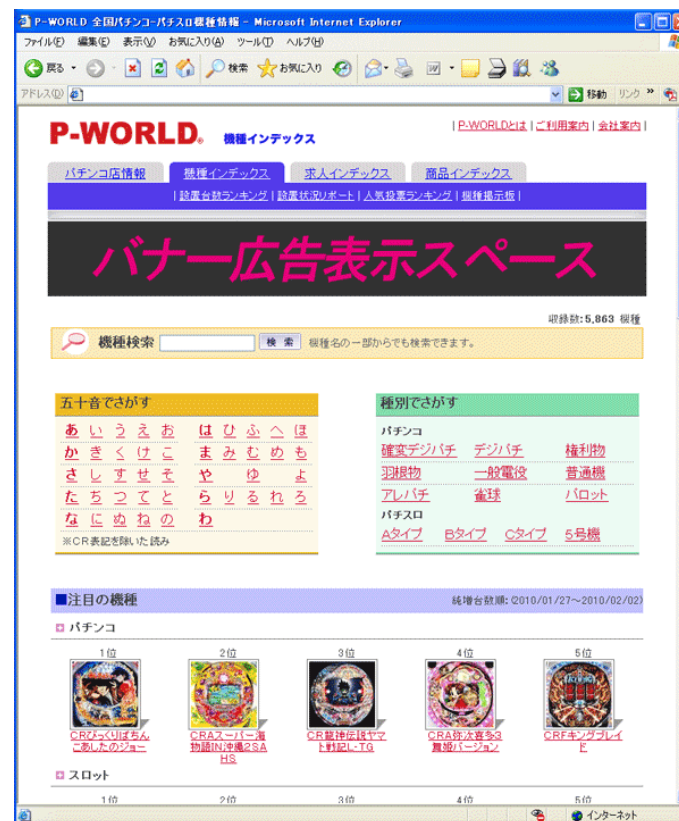 P-WORLD 全国パチンコ-パチスロ機種情報 - Microsoft Internet Explorer
ファイル(F) 編集(E) 表示(V) お気に入り(A) ツール(T) ヘルプ(H)
戻る 検索 お気に入り
アドレス(D) 移動 リンク »
P-WORLD® 機種インデックス | P-WORLDとは | ご利用案内 | 会社案内 |
パチンコ店情報 機種インデックス 求人インデックス 商品インデックス
| 設置台数ランキング | 設置状況リポート | 人気投票ランキング | 機種掲示板 |
バナー広告表示スペース
収録数:5,863 機種
機種検索 検 索 機種名の一部からでも検索できます。
五十音でさがす
あ い う え お は ひ ふ へ ほ
か き く け こ ま み む め も
さ し す せ そ や ゆ よ
た ち つ て と ら り る れ ろ
な に ぬ ね の わ
※CR表記を除いた読み
種別でさがす
パチンコ
確変デジパチ デジパチ 権利物
羽根物 一般電役 普通機
アレパチ 雀球 パロット
パチスロ
Aタイプ Bタイプ Cタイプ 5号機
■注目の機種 純増台数順:(2010/01/27～2010/02/02)
パチンコ
1位 2位 3位 4位 5位
CRびっくりぱちんこあしたのジョー
CRAスーパー海物語IN沖縄2SAHS
CR龍神伝説ヤマト戦記L-TG
CRA弥次喜多3舞姫バージョン
CRFキングブレイド
スロット
1位 2位 3位 4位 5位
インターネット